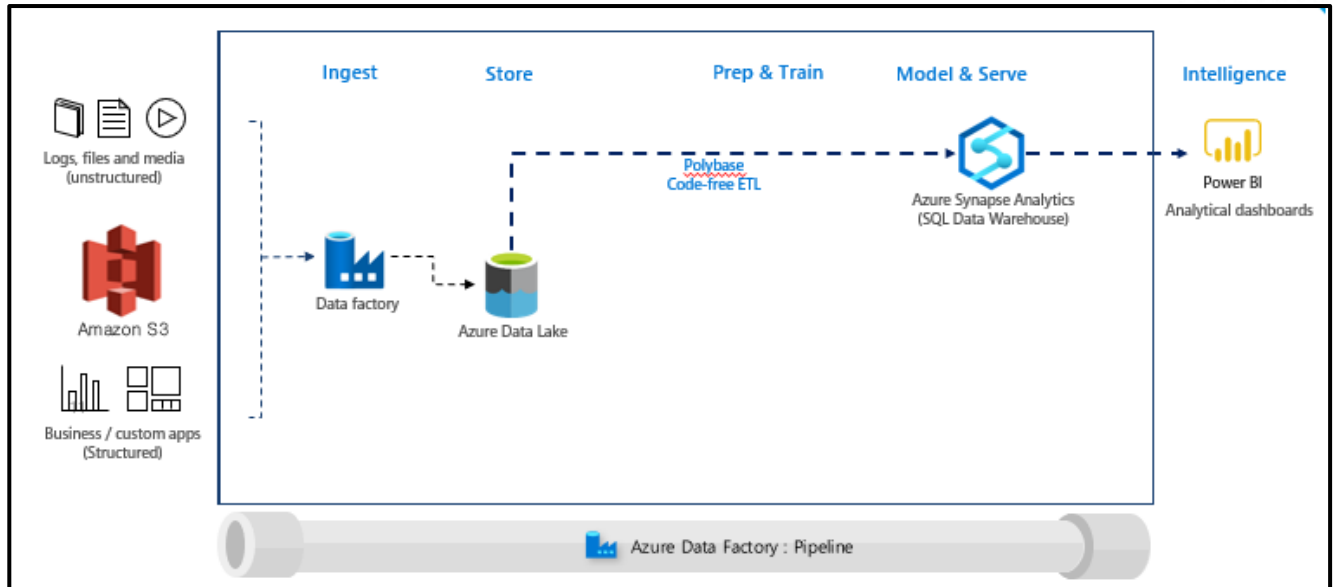 Ingest
Store
Prep & Train
Model & Serve
Intelligence
Logs, files and media
(unstructured)
Polybase
Code-free ETL
Azure Synapse Analytics
(SQL Data Warehouse)
Power BI
Analytical dashboards
Data factory
Amazon S3
Azure Data Lake
Business / custom apps
(Structured)
Azure Data Factory : Pipeline